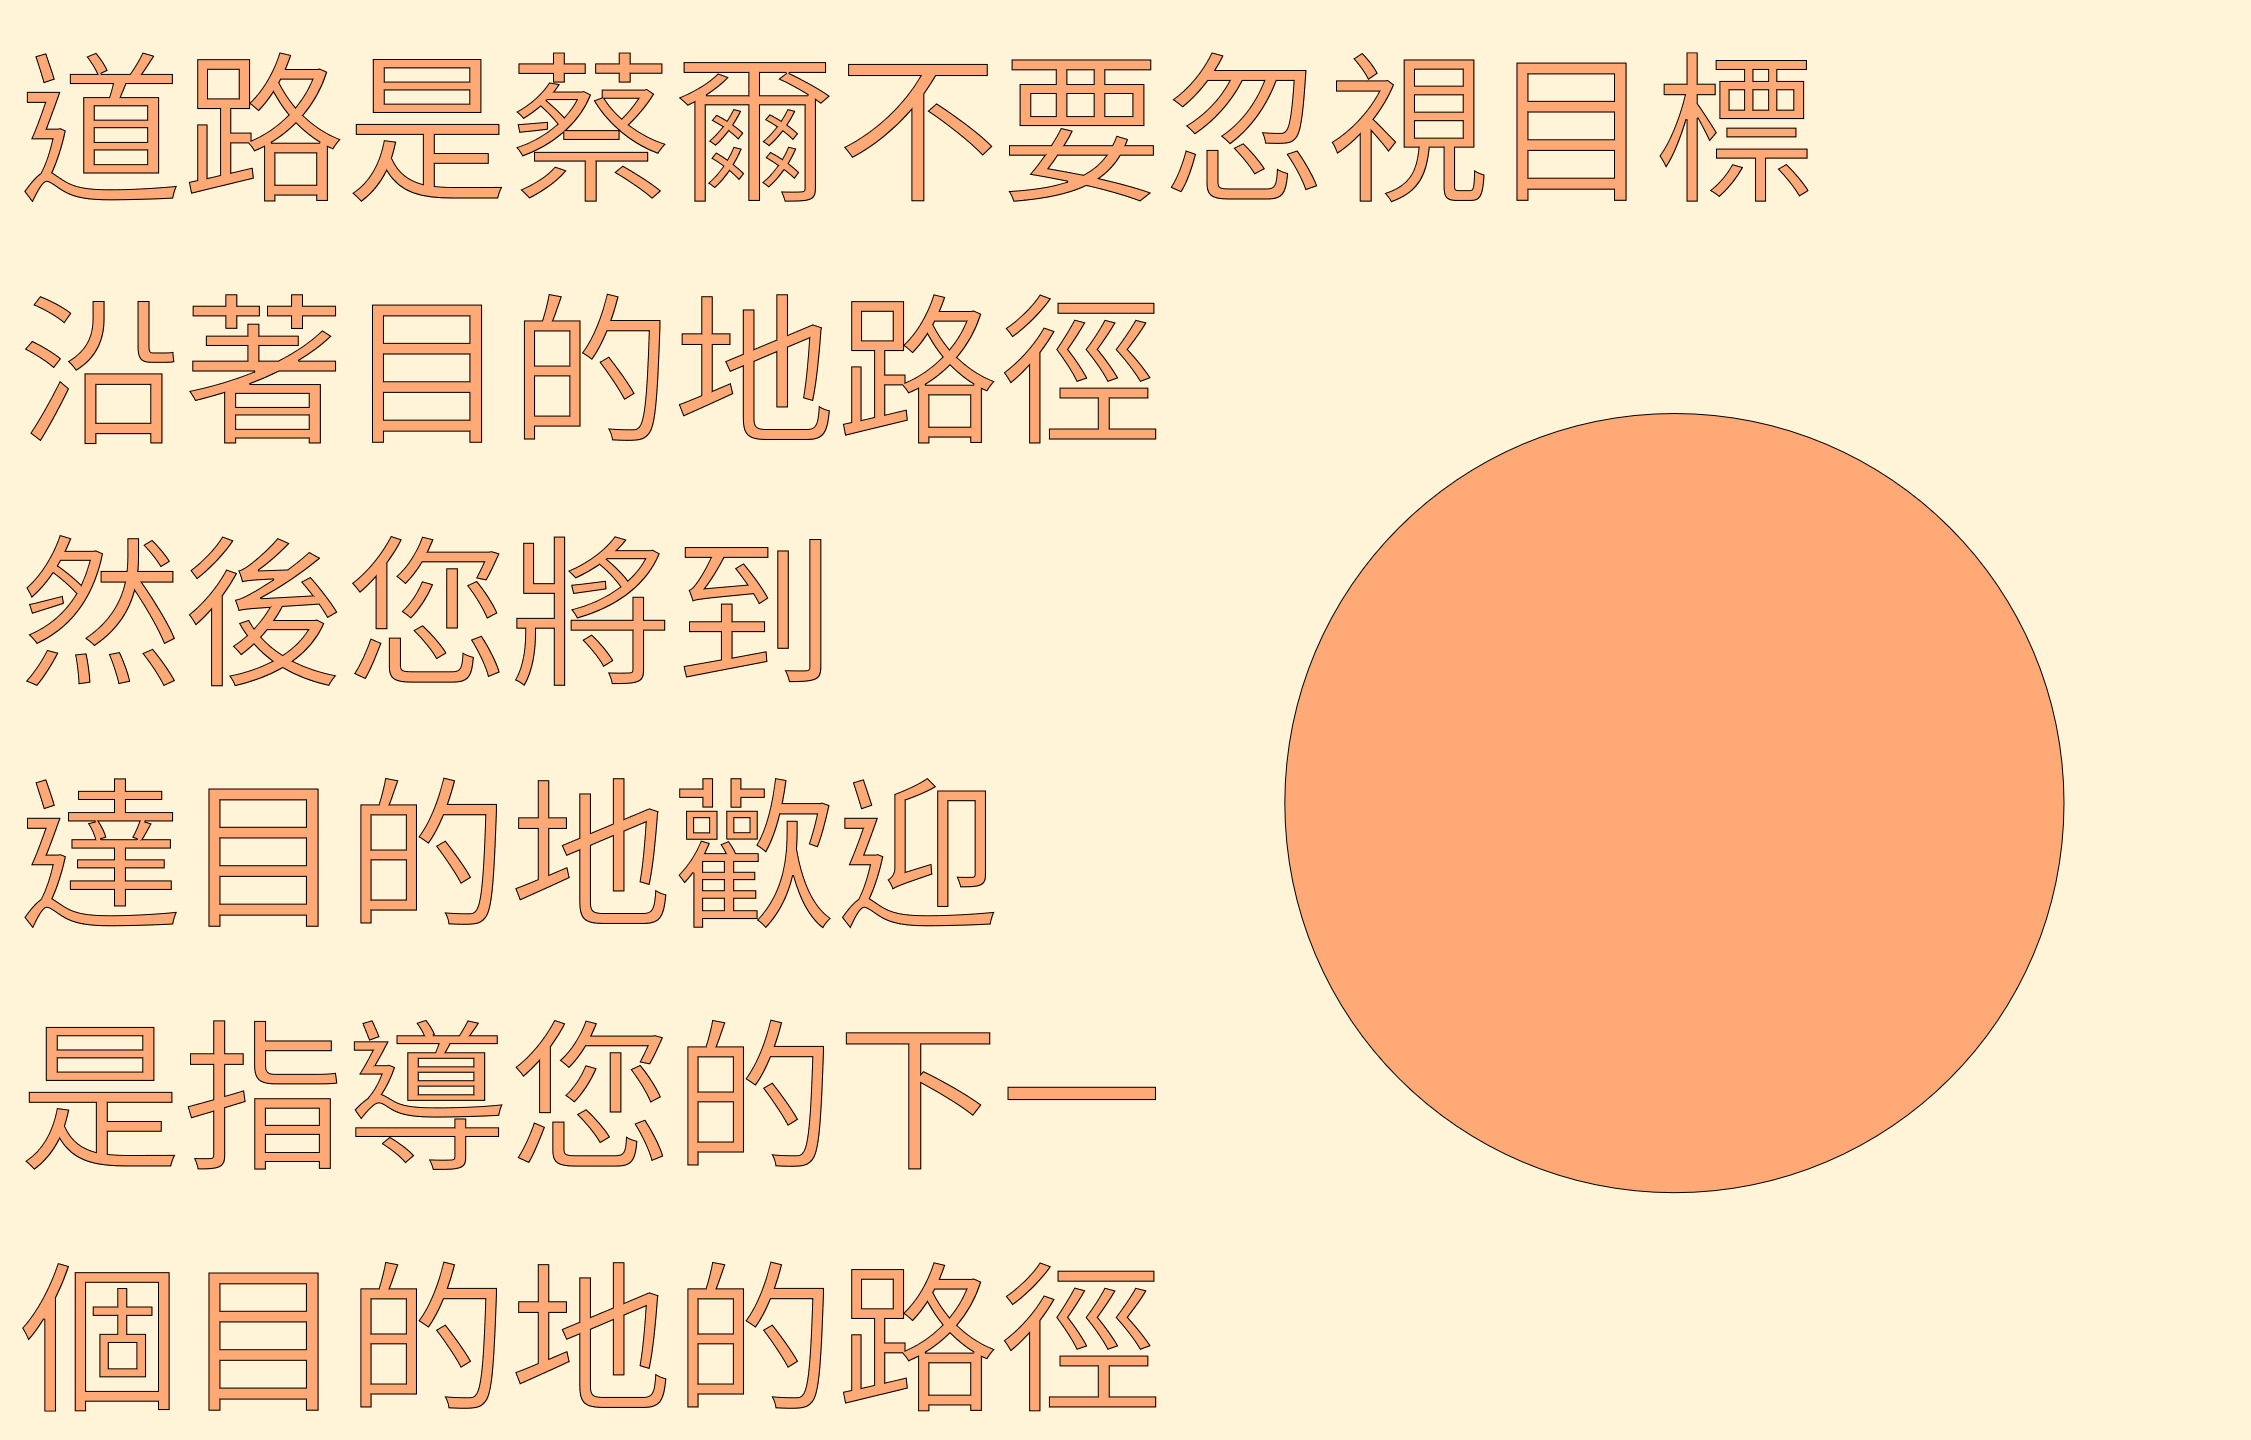 道路是蔡爾不要忽視目標
沿著目的地路徑
然後您將到
達目的地歡迎
是指導您的下一
個目的地的路徑